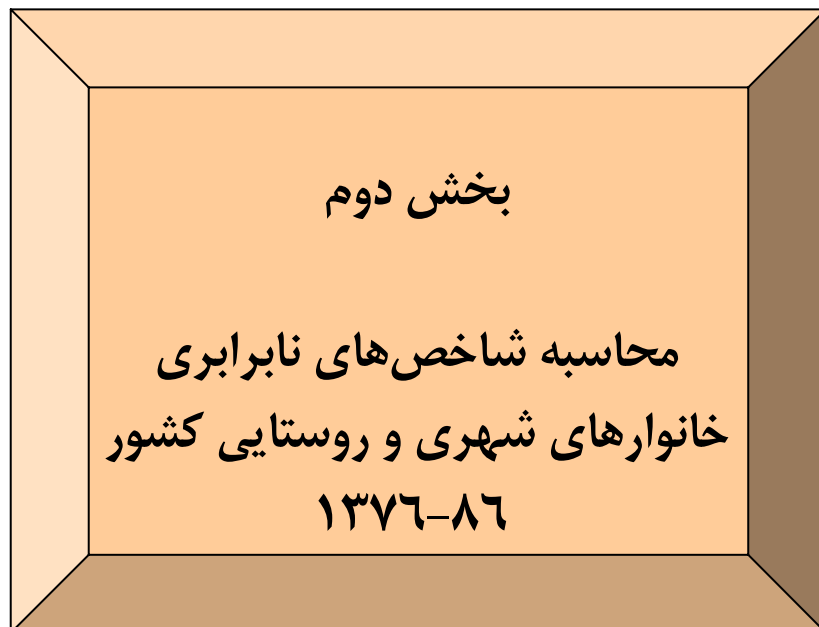 بخش دوم
محاسبه شاخص‌های نابرابری
خانوارهای شهری و روستایی کشور
۱۳۷۶-۸۶